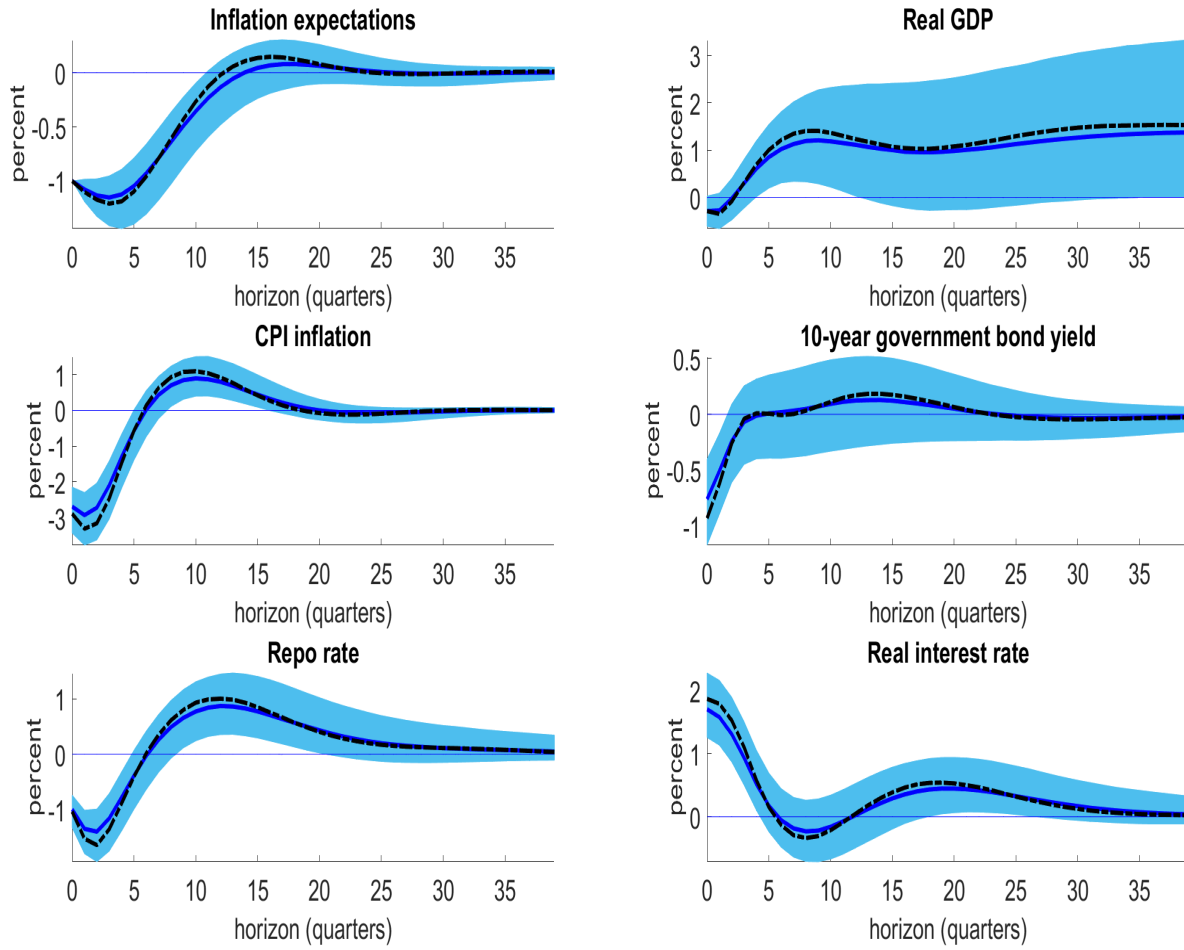 Inflation expectations
percent
0
-0.5
-1
0 5 10 15 20 25 30 35
horizon (quarters)
Real GDP
percent
3
2
1
0
0 5 10 15 20 25 30 35
horizon (quarters)
CPI inflation
percent
1
0
-1
-2
-3
0 5 10 15 20 25 30 35
horizon (quarters)
10-year government bond yield
percent
0.5
0
-0.5
-1
0 5 10 15 20 25 30 35
horizon (quarters)
Repo rate
percent
1
0
-1
0 5 10 15 20 25 30 35
horizon (quarters)
Real interest rate
percent
2
1
0
0 5 10 15 20 25 30 35
horizon (quarters)